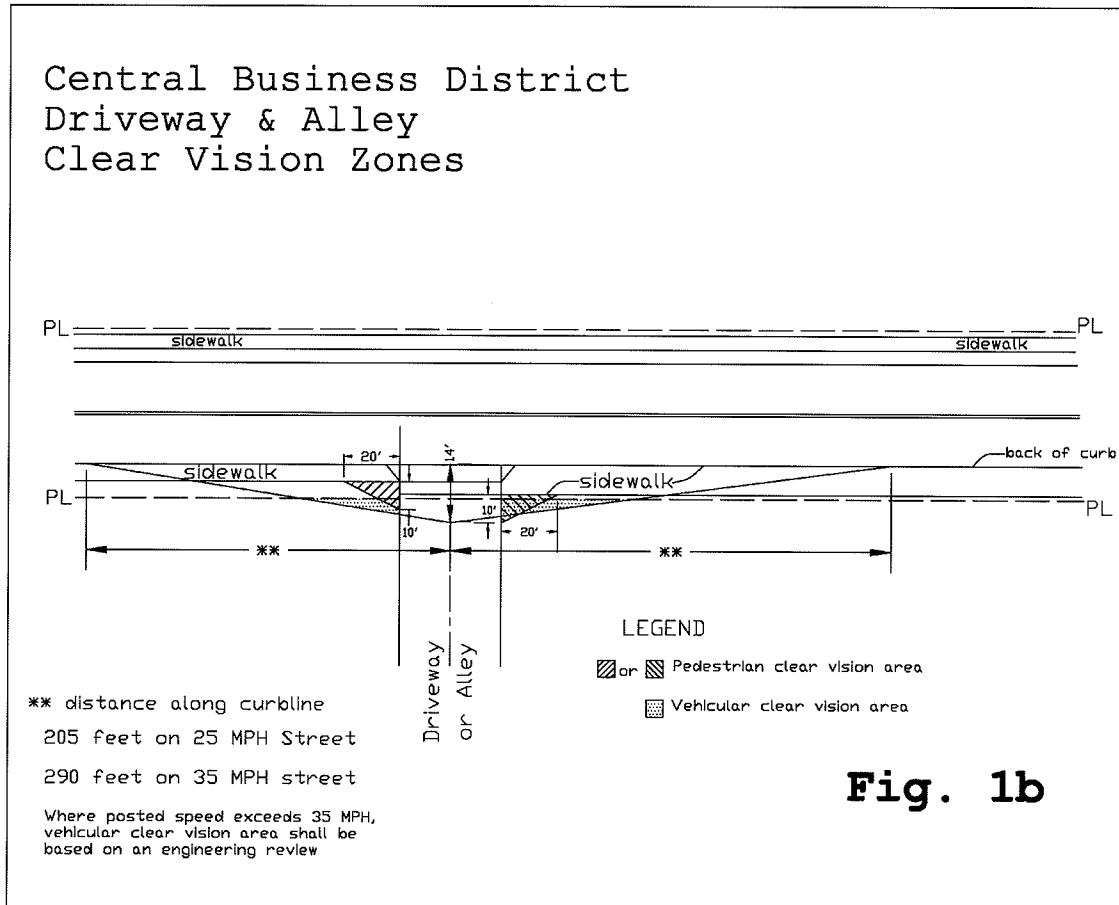 Central Business District
Driveway & Alley
Clear Vision Zones
PL
PL
sidewalk
sidewalk
20'
14'
back of curb
sidewalk
sidewalk
PL
PL
10'
10'
20'
**
**
Driveway
or Alley
LEGEND
or
Pedestrian clear vision area
Vehicular clear vision area
** distance along curbline
205 feet on 25 MPH Street
290 feet on 35 MPH street
Where posted speed exceeds 35 MPH,
vehicular clear vision area shall be
based on an engineering review
Fig. 1b